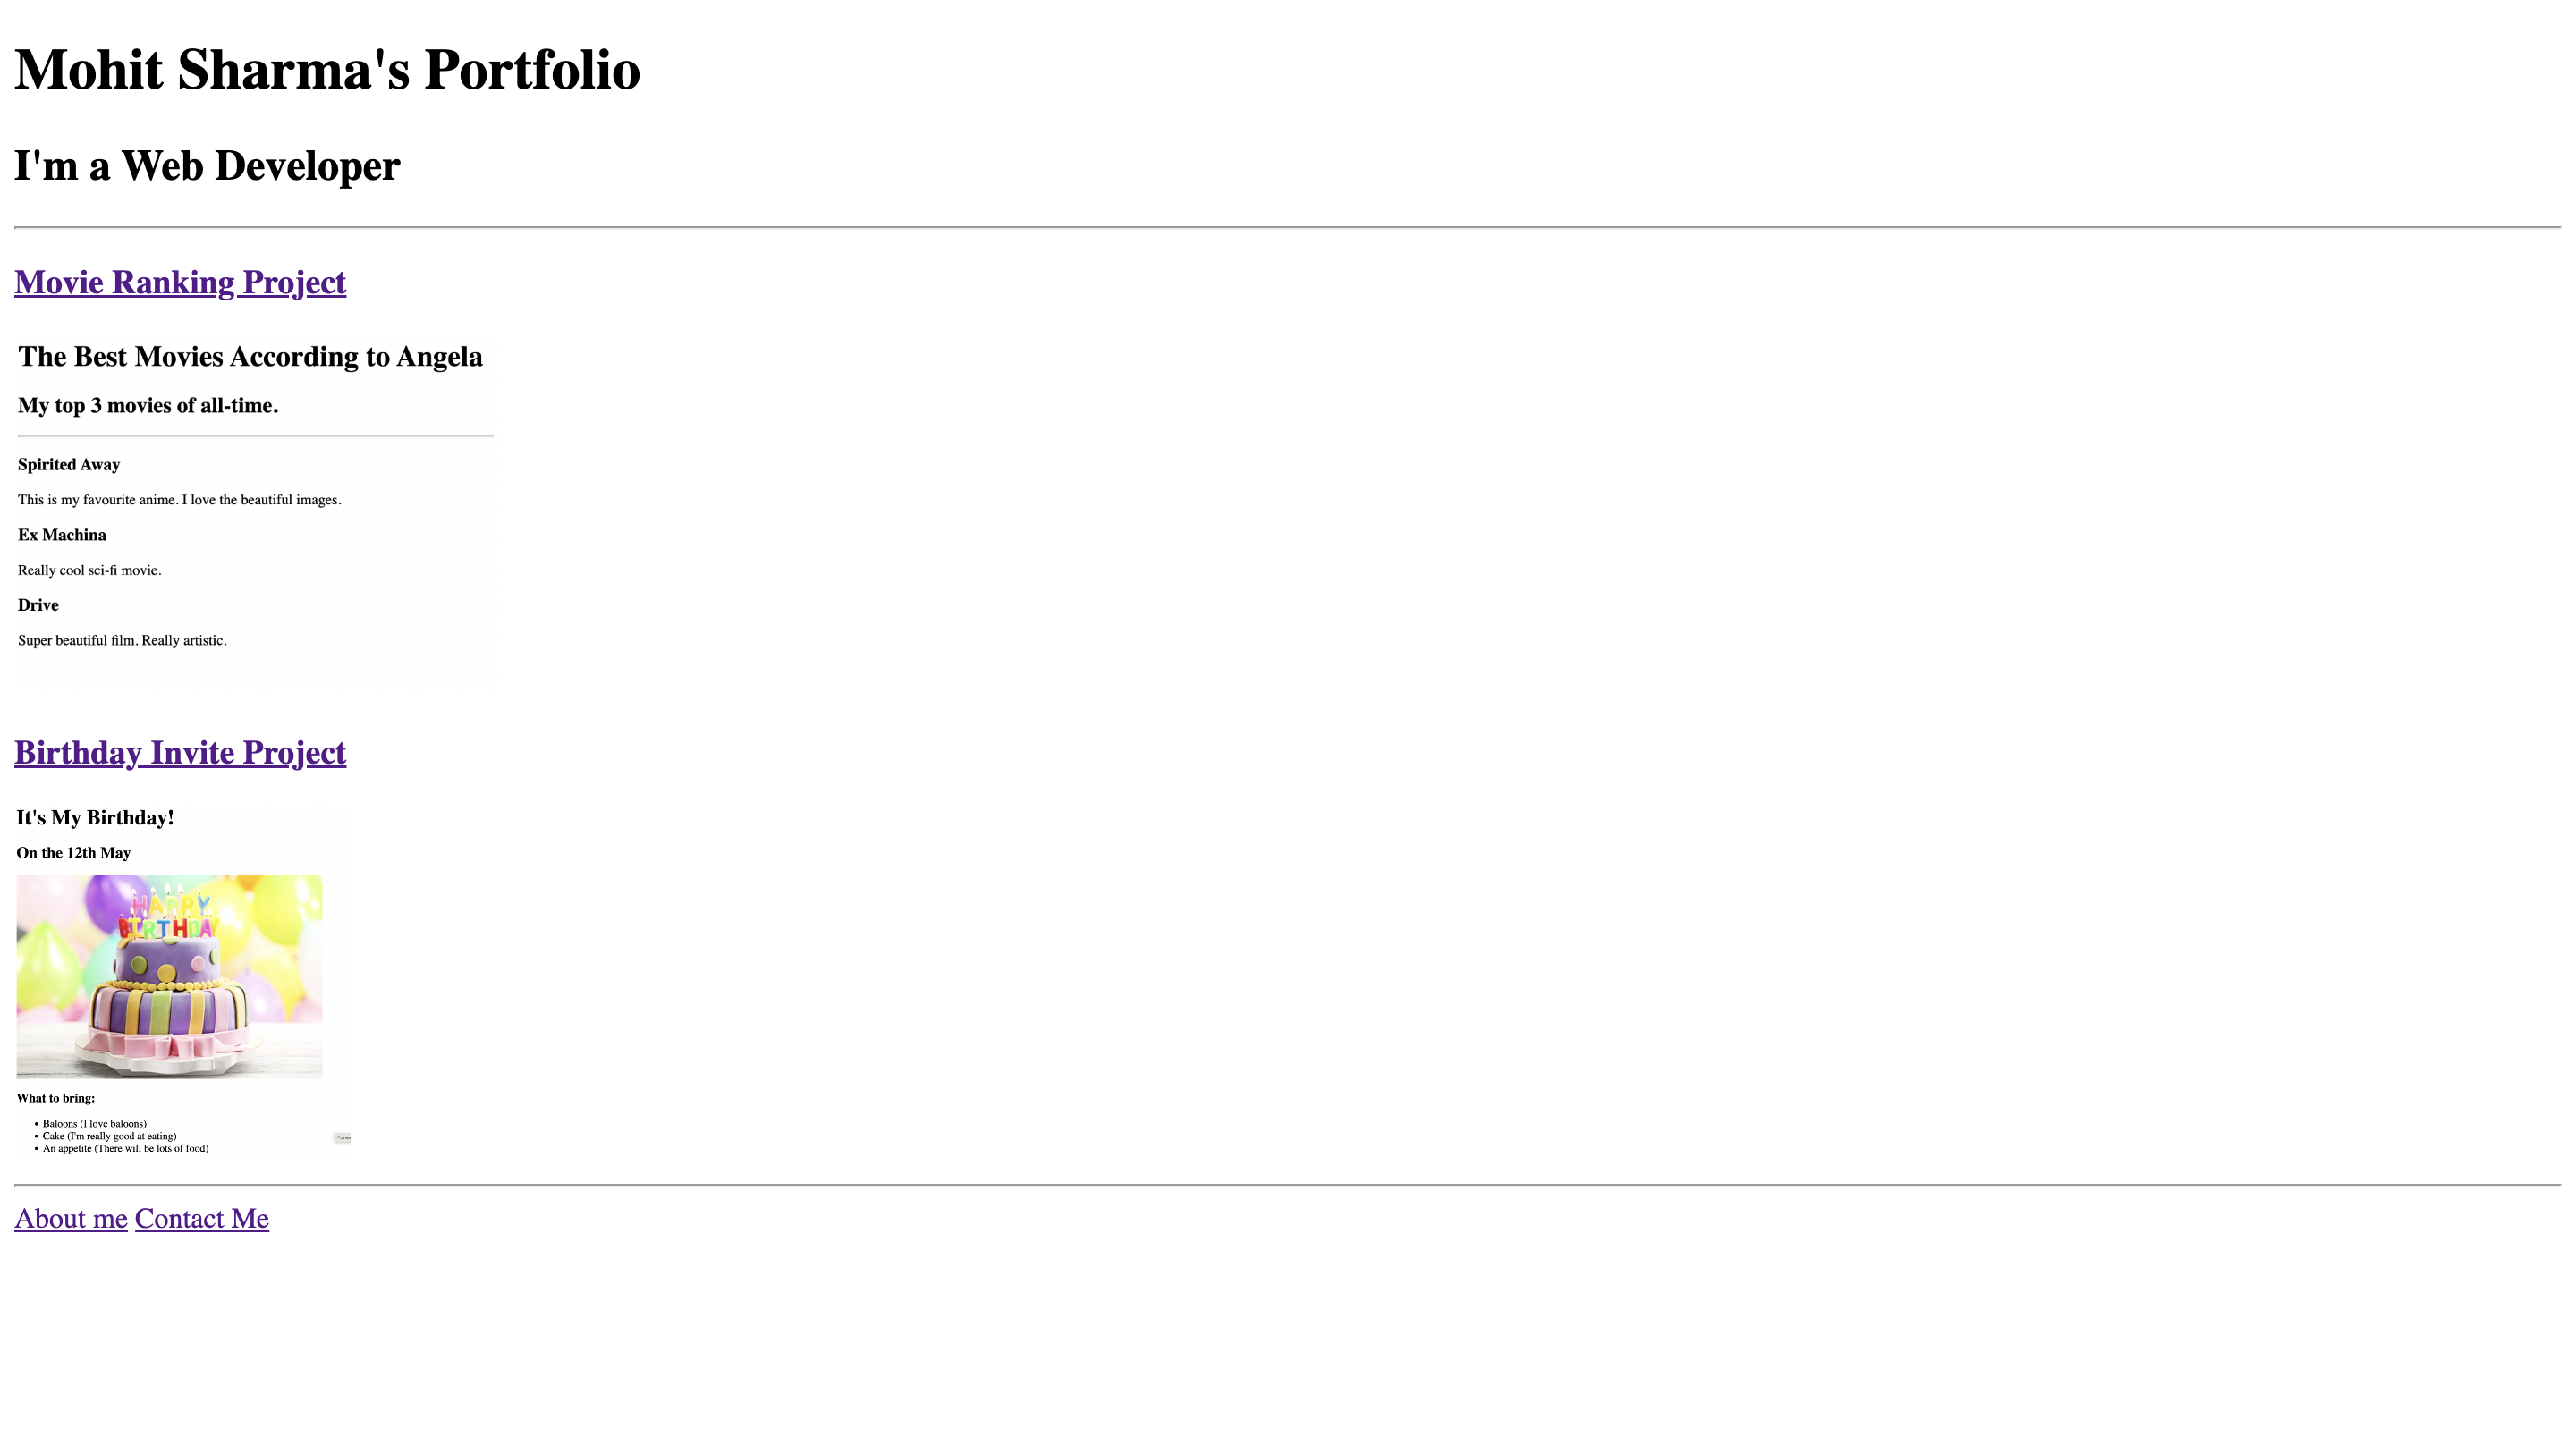 Mohit Sharma's Portfolio
I'm a Web Developer
Movie Ranking Project
The Best Movies According to Angela
My top 3 movies of all-time.
Spirited Away
This is my favourite anime. I love the beautiful images.
Ex Machina
Really cool sci-fi movie.
Drive
Super beautiful film. Really artistic.
Birthday Invite Project
It's My Birthday!
On the 12th May
HAPPY
BIRTHDAY
What to bring:
• Baloons (I love baloons)
• Cake (I'm really good at eating)
• An appetite (There will be lots of food)
About me Contact Me